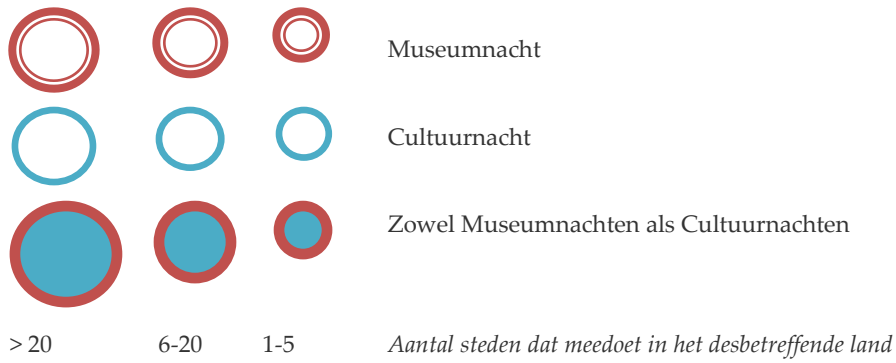 Museumnacht
Cultuurnacht
Zowel Museumnachten als Cultuurnachten
> 20 6-20 1-5 Aantal steden dat meedoet in het desbetreffende land